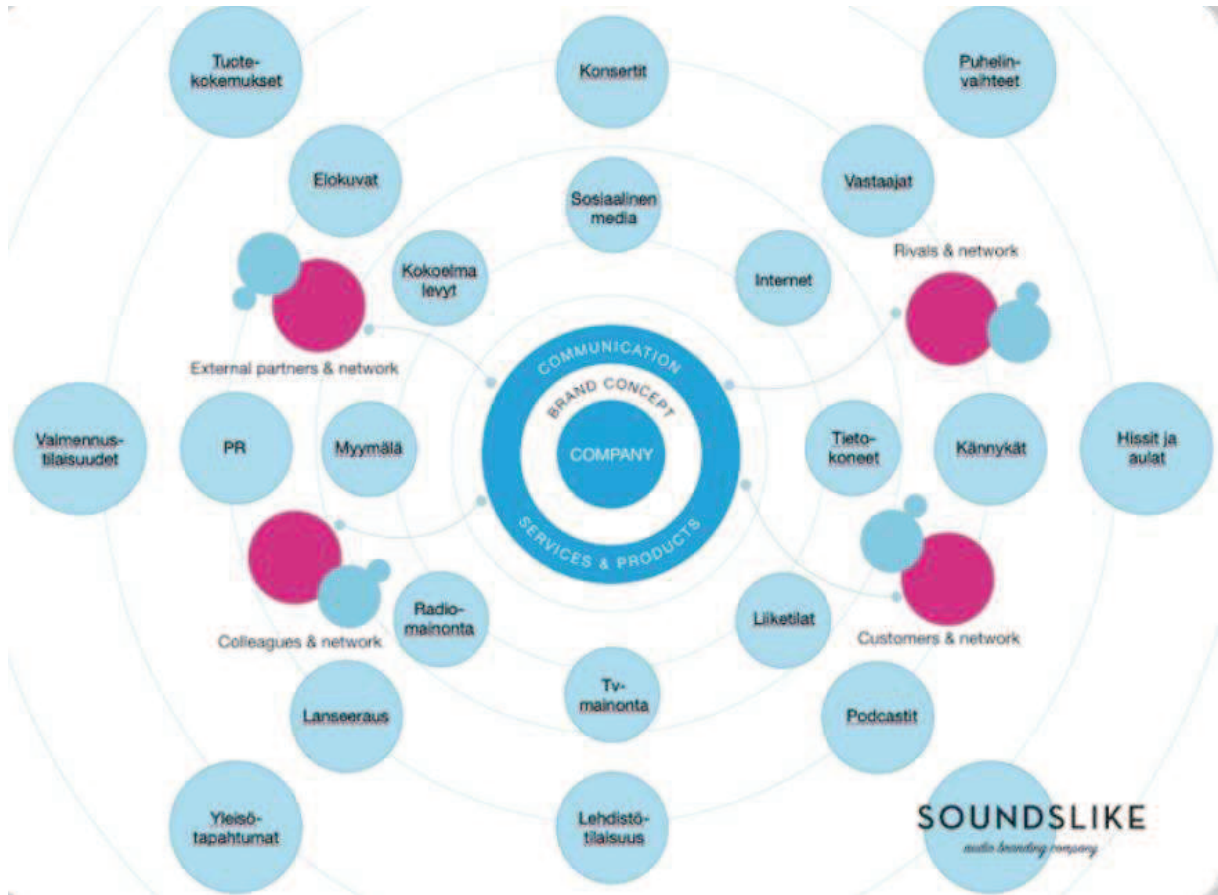 Tuote-
kokemukset
Konsertit
Puhelin-
vaihteet
Elokuvat
Vastaajat
Sosiaalinen
media
Rivals & network
Kokoelma
levyt
Internet
External partners & network
COMMUNICATION
BRAND CONCEPT
COMPANY
SERVICES & PRODUCTS
Valmennus-
tilaisuudet
PR
Myymälä
Tieto-
koneet
Kännykät
Hissit ja
aulat
Radio-
mainonta
Liiketilat
Colleagues & network
Customers & network
Tv-
mainonta
Lanseeraus
Podcastit
Yleisö-
tapahtumat
Lehdistö-
tilaisuus
SOUNDSLIKE
audio branding company